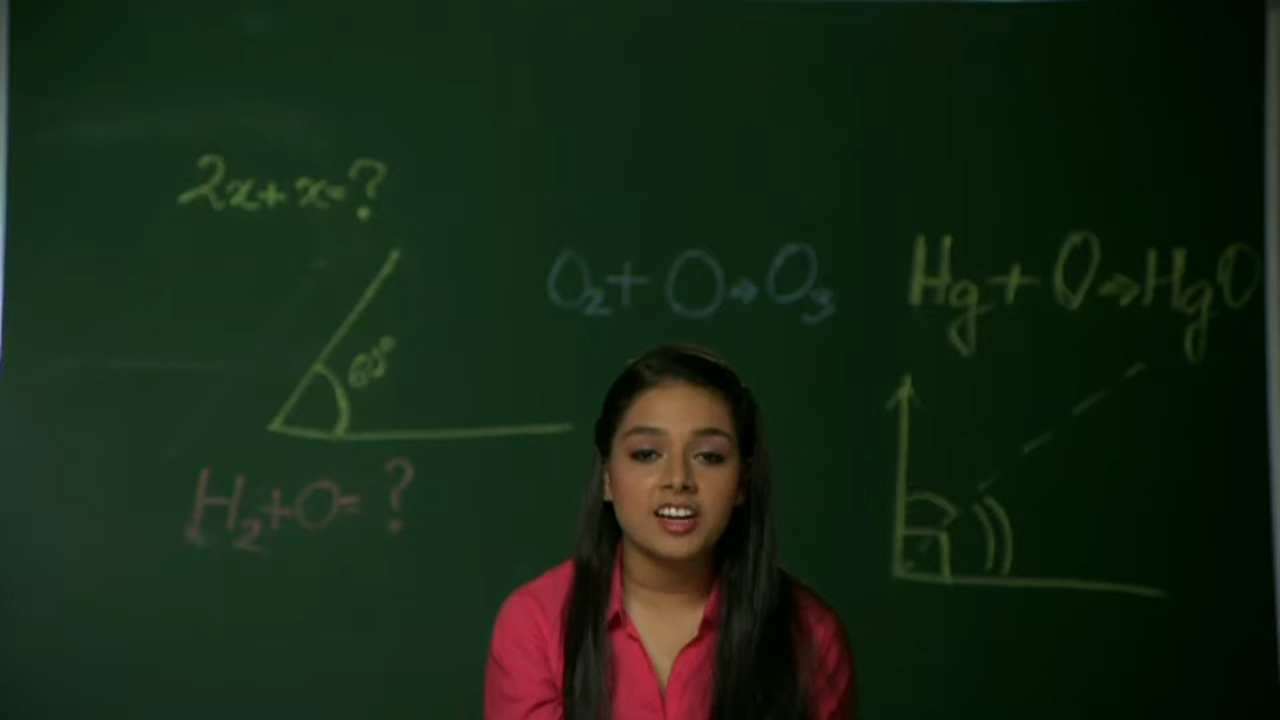 2x+x=?
60°
H₂+O=?
O₂+O⇒O₃
Hg+O⇒HgO